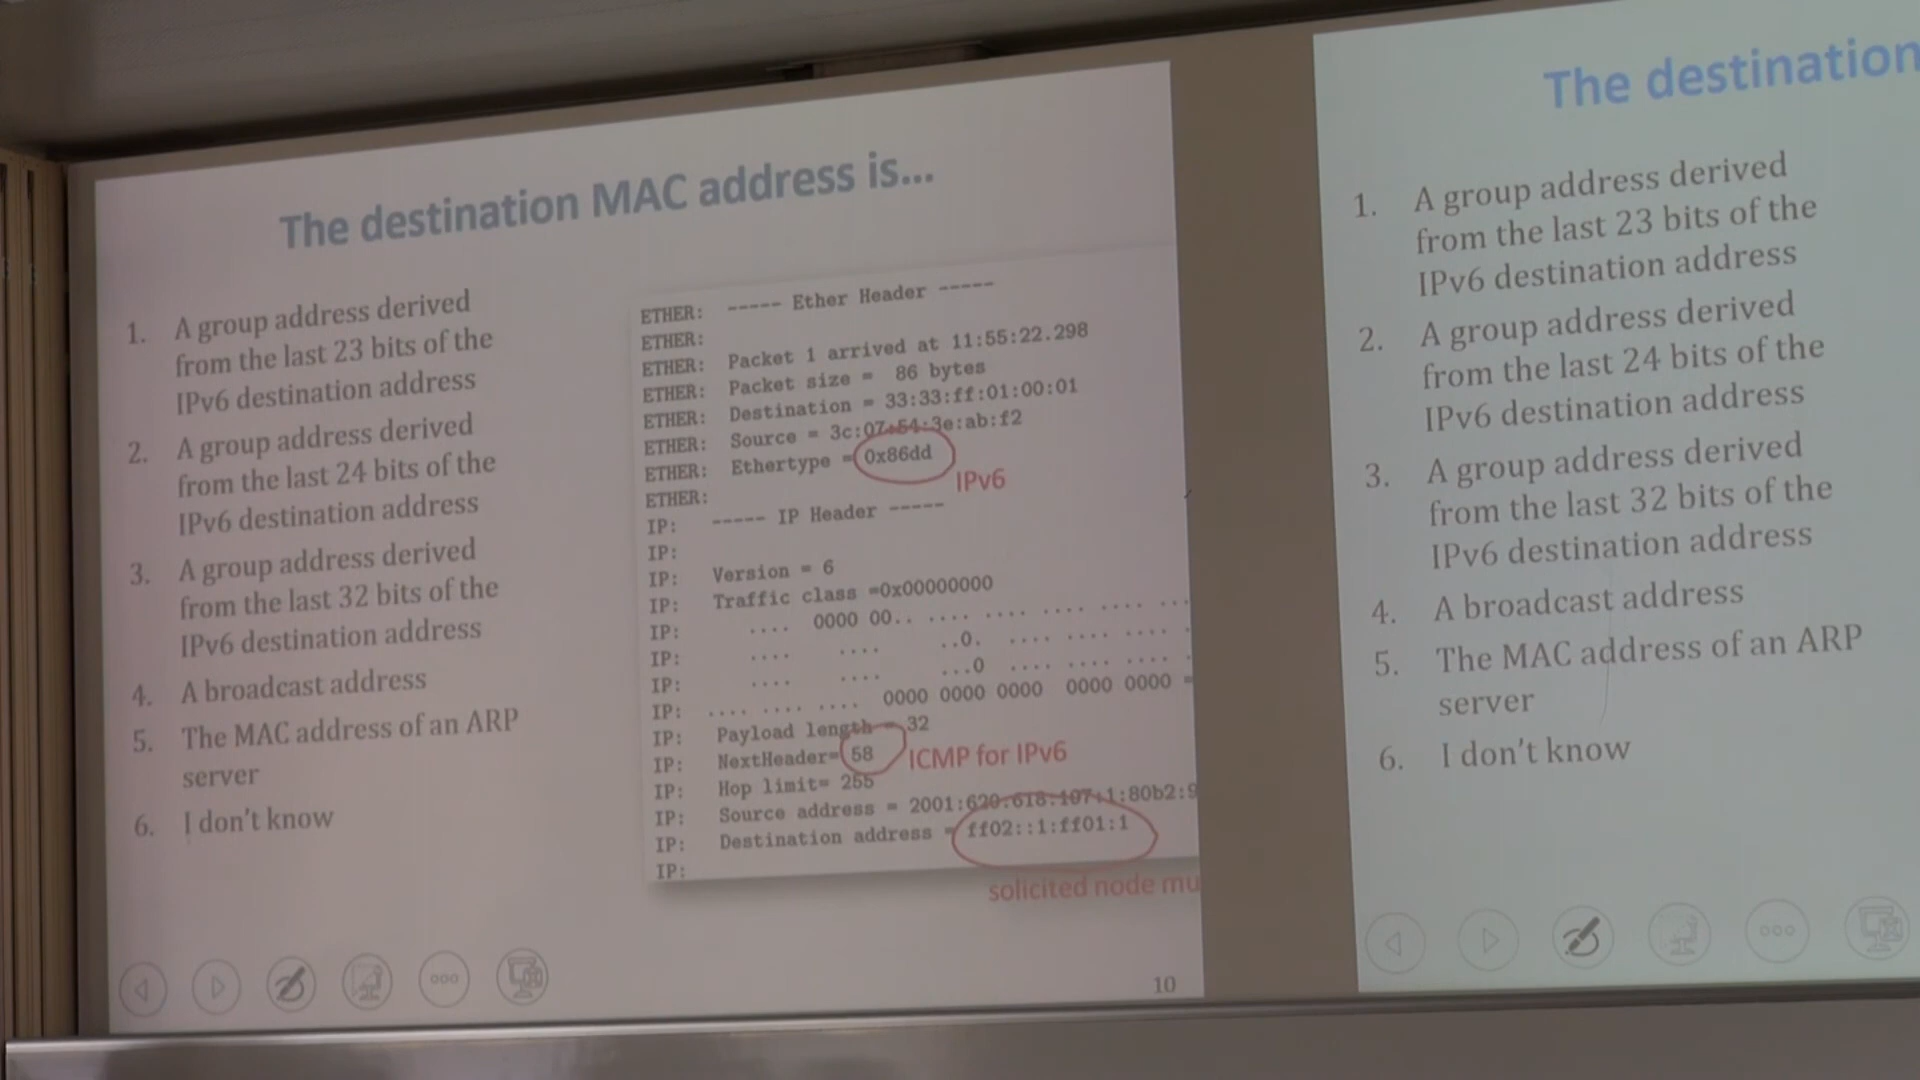 The destination MAC address is...
1. A group address derived
from the last 23 bits of the
IPv6 destination address
2. A group address derived
from the last 24 bits of the
IPv6 destination address
3. A group address derived
from the last 32 bits of the
IPv6 destination address
4. A broadcast address
5. The MAC address of an ARP
server
6. I don't know
ETHER: ----- Ether Header -----
ETHER:
ETHER: Packet 1 arrived at 11:55:22.298
ETHER: Packet size = 86 bytes
ETHER: Destination = 33:33:ff:01:00:01
ETHER: Source = 3c:07:54:3e:ab:f2
ETHER: Ethertype = 0x86dd
IPv6
ETHER:
IP: ----- IP Header -----
IP:
IP: Version = 6
IP: Traffic class =0x00000000
IP: .... 0000 00.. .... .... .... .... ...
IP: .... .... ..0. .... .... .... .
IP: .... .... ...0 .... .... .... .
IP: .... .... .... 0000 0000 0000 0000 0000 =
IP: Payload length = 32
IP: NextHeader= 58
ICMP for IPv6
IP: Hop limit= 255
IP: Source address = 2001:620:618:197:1:80b2:9
IP: Destination address = ff02::1:ff01:1
IP:
solicited node mu
10
The destination
1. A group address derived
from the last 23 bits of the
IPv6 destination address
2. A group address derived
from the last 24 bits of the
IPv6 destination address
3. A group address derived
from the last 32 bits of the
IPv6 destination address
4. A broadcast address
5. The MAC address of an ARP
server
6. I don't know